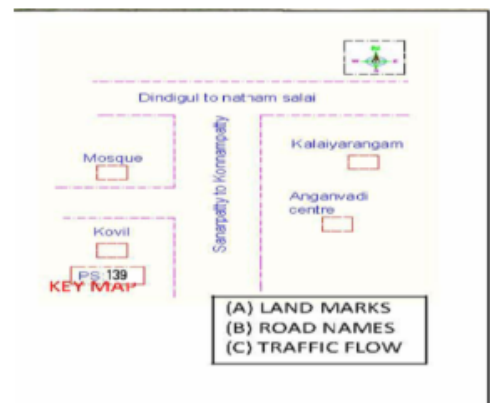 N
Dindigul to natham salai
Sanarpatty to Konnampatty
Kalaiyarangam
Mosque
Anganvadi
centre
Kovil
PS 139
KEY MAP
(A) LAND MARKS
(B) ROAD NAMES
(C) TRAFFIC FLOW